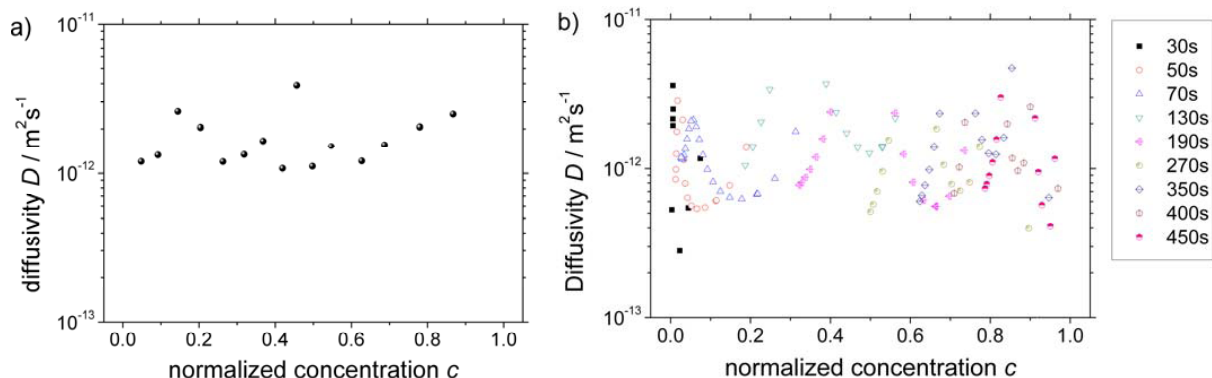 a)
10⁻¹¹
10⁻¹²
10⁻¹³
diffusivity D / m²s⁻¹
0.0 0.2 0.4 0.6 0.8 1.0
normalized concentration c
b)
10⁻¹¹
10⁻¹²
10⁻¹³
Diffusivity D / m²s⁻¹
0.0 0.2 0.4 0.6 0.8 1.0
normalized concentration c
30s
50s
70s
130s
190s
270s
350s
400s
450s